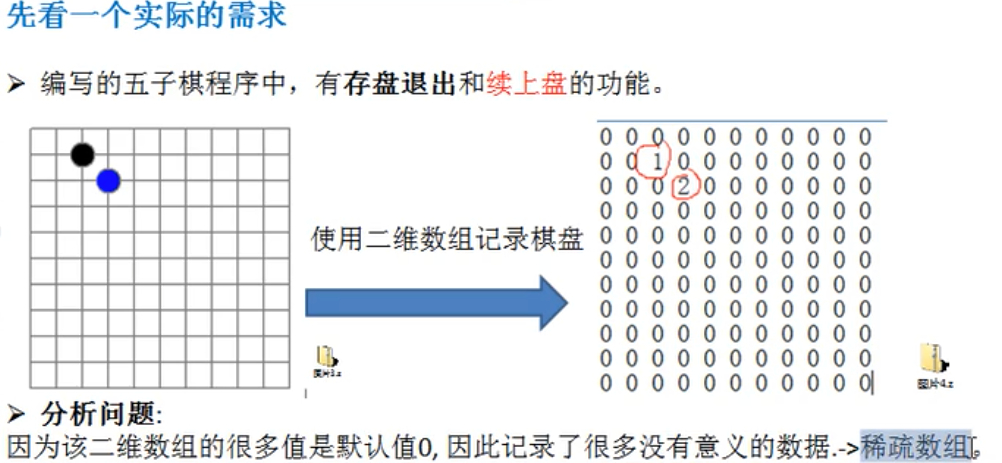 先看一个实际的需求
➢ 编写的五子棋程序中，有存盘退出和续上盘的功能。
0 0 0 0 0 0 0 0 0 0 0
0 0 1 0 0 0 0 0 0 0 0
0 0 0 2 0 0 0 0 0 0 0
0 0 0 0 0 0 0 0 0 0 0
0 0 0 0 0 0 0 0 0 0 0
0 0 0 0 0 0 0 0 0 0 0
0 0 0 0 0 0 0 0 0 0 0
0 0 0 0 0 0 0 0 0 0 0
0 0 0 0 0 0 0 0 0 0 0
0 0 0 0 0 0 0 0 0 0 0
0 0 0 0 0 0 0 0 0 0 0
使用二维数组记录棋盘
图片3.z
图片4.z
➢ 分析问题:
因为该二维数组的很多值是默认值0, 因此记录了很多没有意义的数据.->稀疏数组。